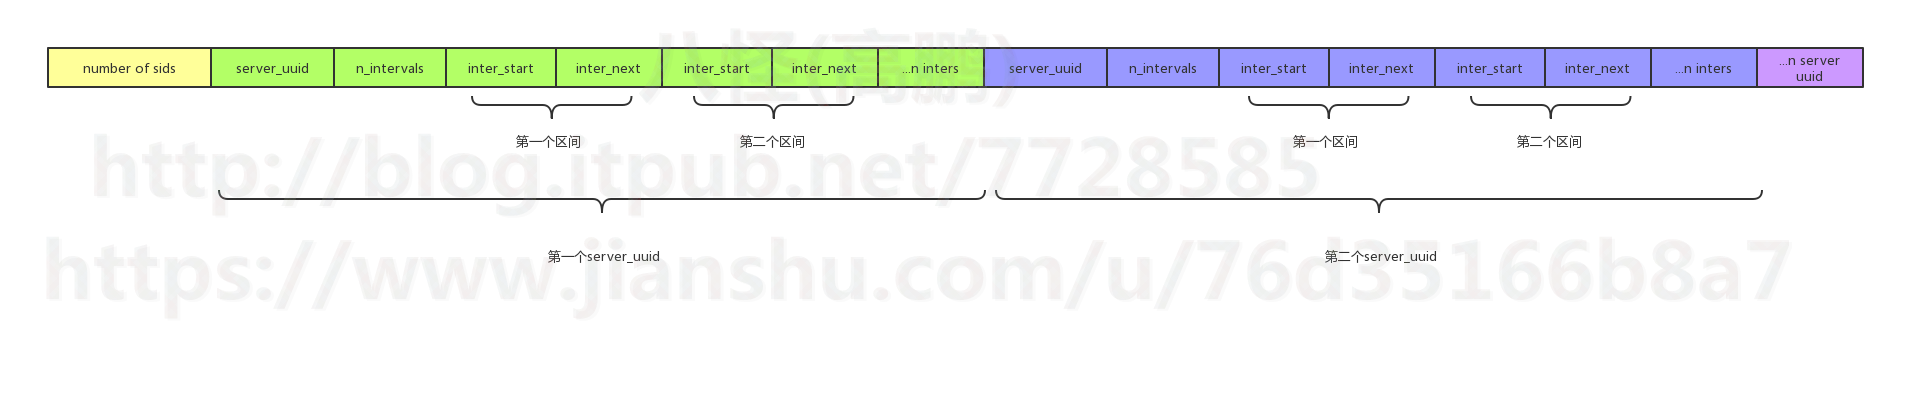 八怪(高鹏)
number of sids server_uuid n_intervals inter_start inter_next inter_start inter_next ...n inters server_uuid n_intervals inter_start inter_next inter_start inter_next ...n inters ...n server
uuid
第一个区间 第二个区间 第一个区间 第二个区间
http://blog.itpub.net/7728585
第一个server_uuid 第二个server_uuid
https://www.jianshu.com/u/76d35166b8a7